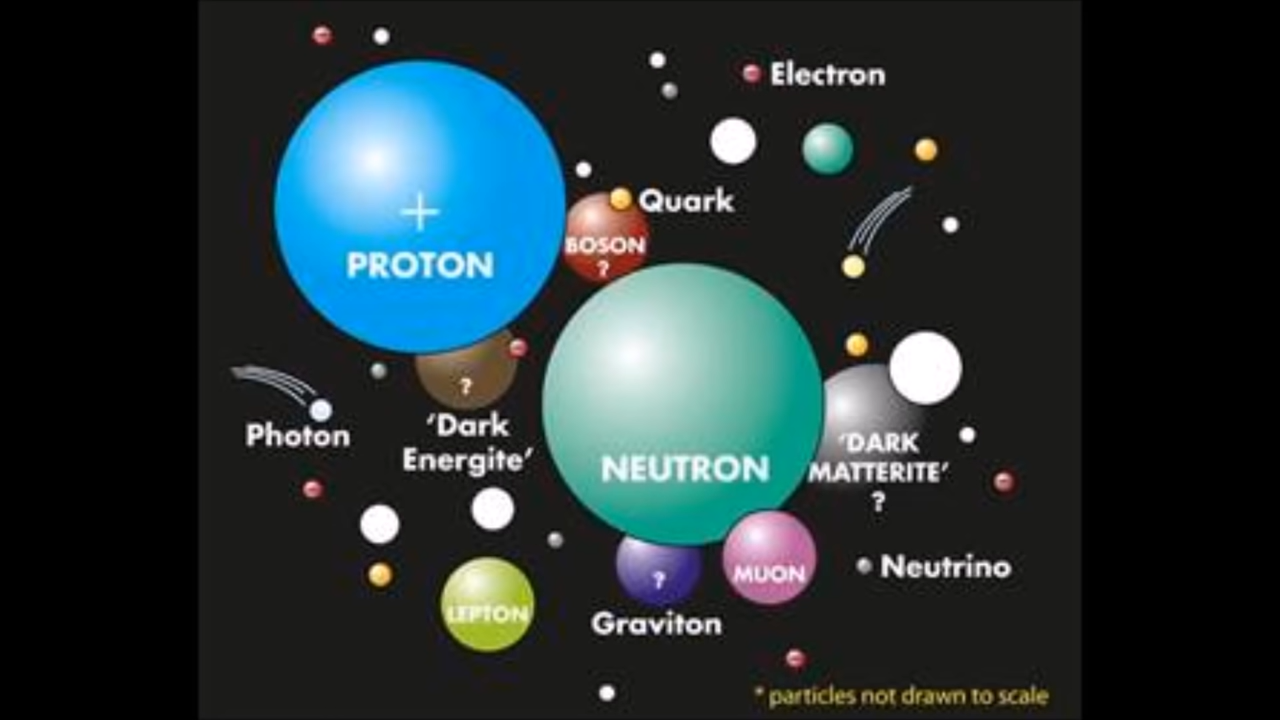 Electron
Quark
BOSON
?
+
PROTON
?
'Dark
Energite'
Photon
NEUTRON
'DARK
MATTERITE'
?
MUON
Neutrino
?
Graviton
LEPTON
* particles not drawn to scale